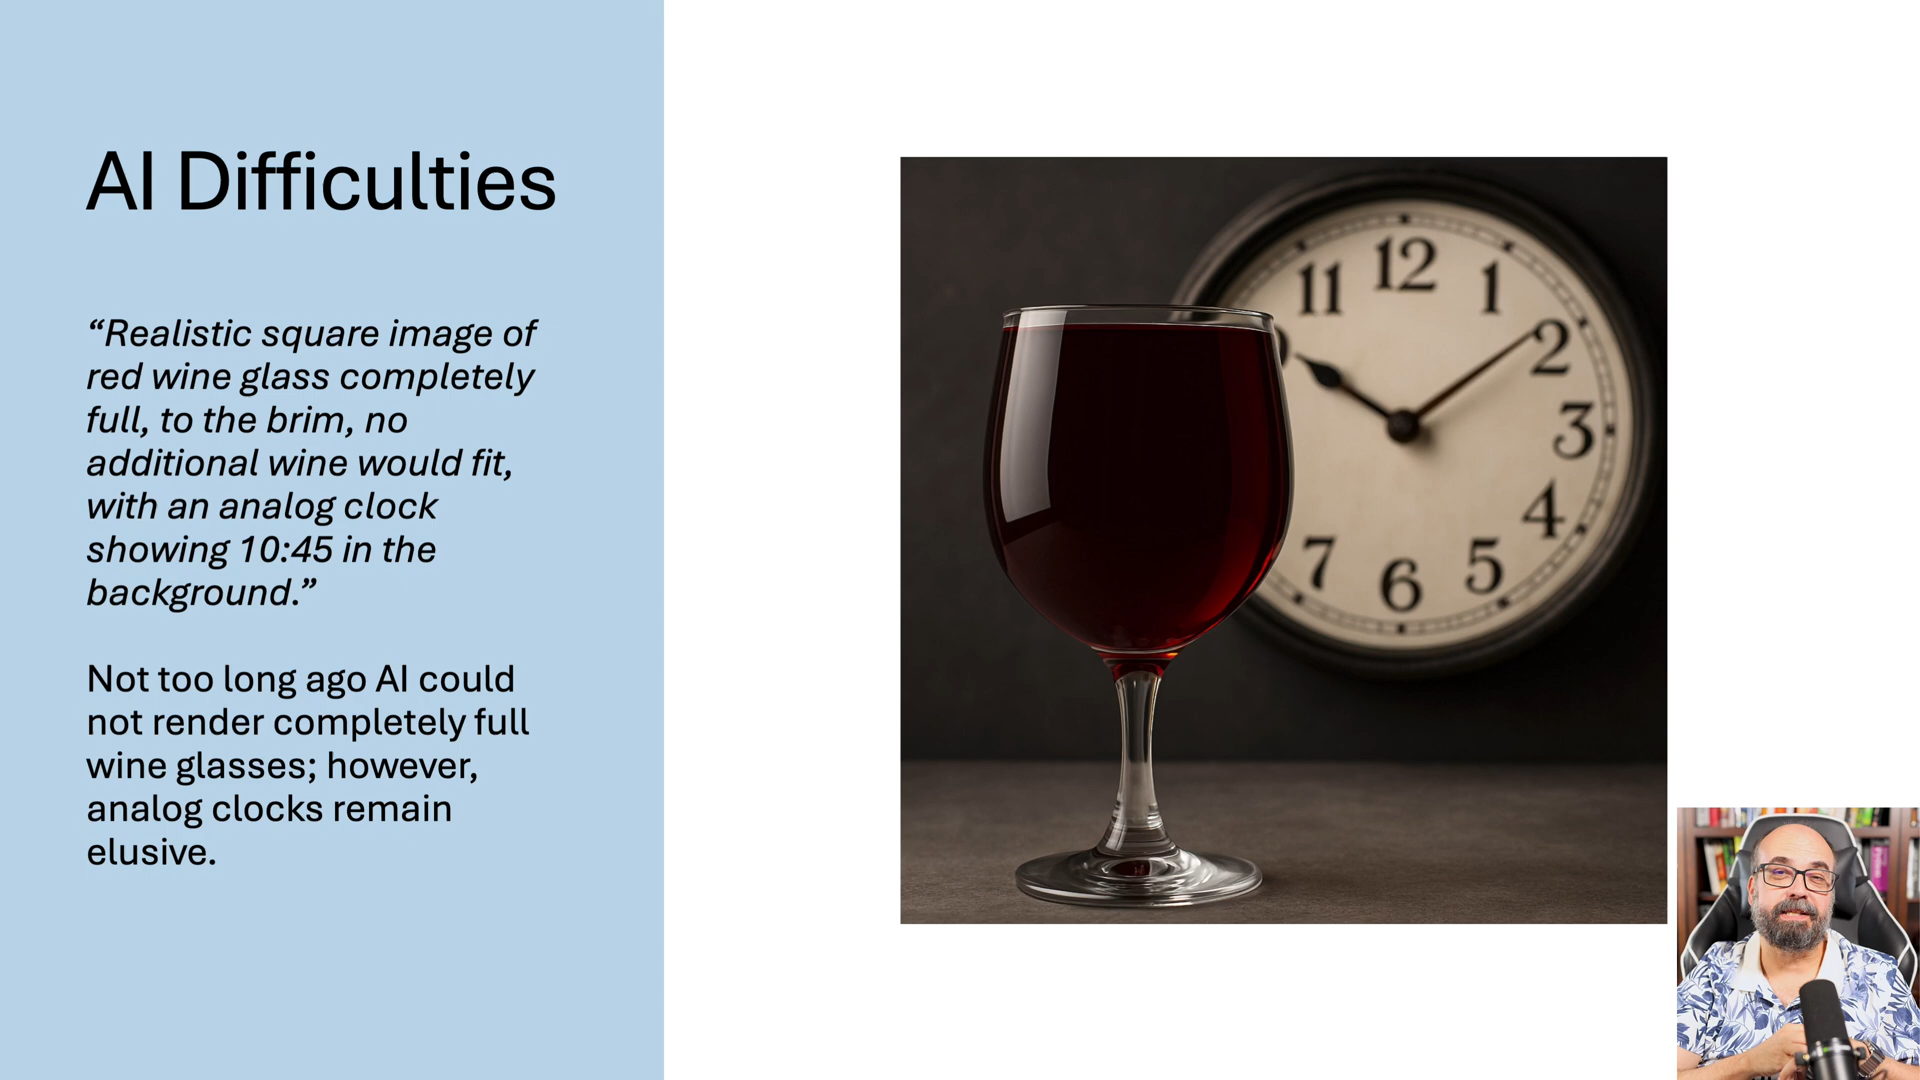 AI Difficulties
“Realistic square image of
red wine glass completely
full, to the brim, no
additional wine would fit,
with an analog clock
showing 10:45 in the
background.”
Not too long ago AI could
not render completely full
wine glasses; however,
analog clocks remain
elusive.
11
12
1
2
3
4
5
6
7